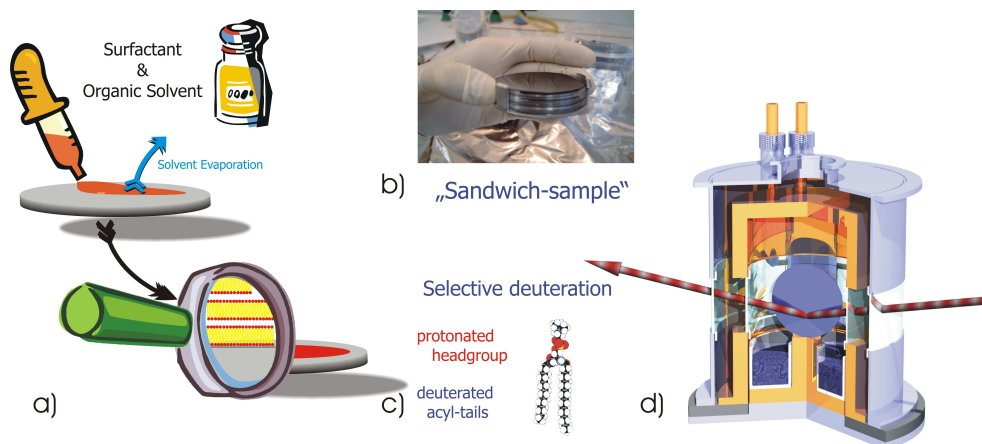 Surfactant
&
Organic Solvent
Solvent Evaporation
a)
b)
„Sandwich-sample“
Selective deuteration
protonated
headgroup
deuterated
acyl-tails
c)
d)